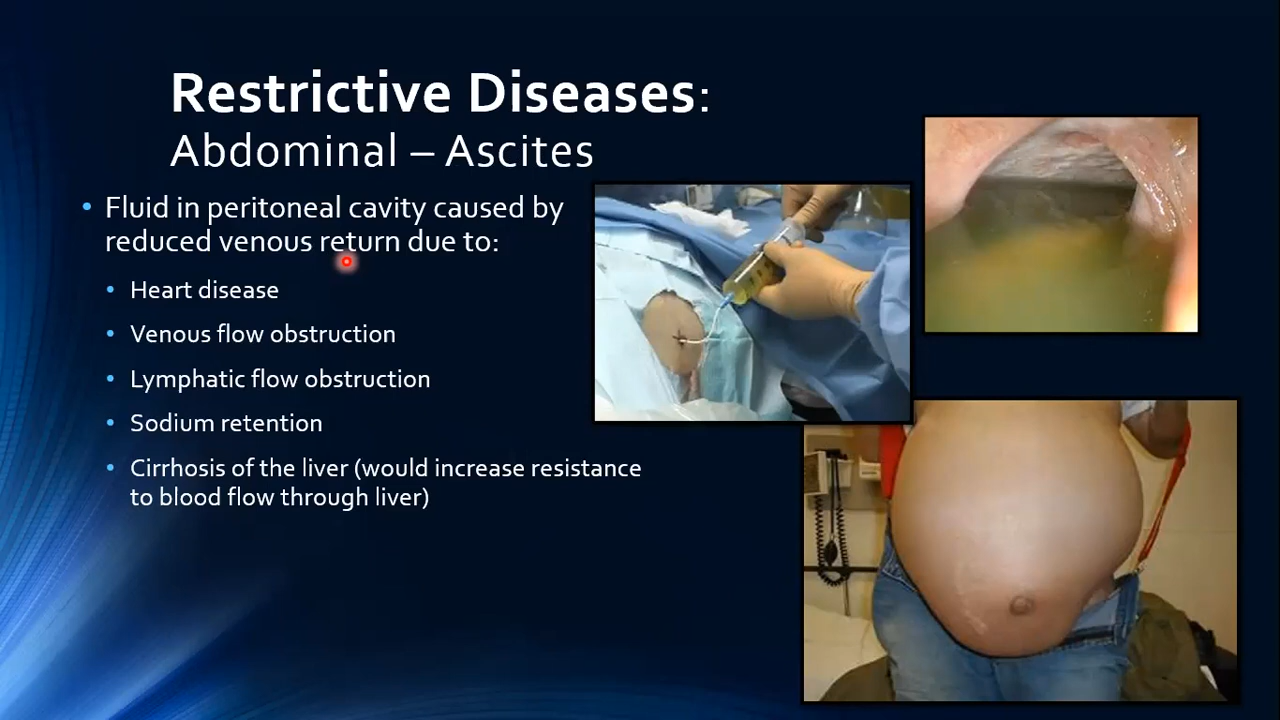 Restrictive Diseases:
Abdominal – Ascites
• Fluid in peritoneal cavity caused by
reduced venous return due to:
• Heart disease
• Venous flow obstruction
• Lymphatic flow obstruction
• Sodium retention
• Cirrhosis of the liver (would increase resistance
to blood flow through liver)